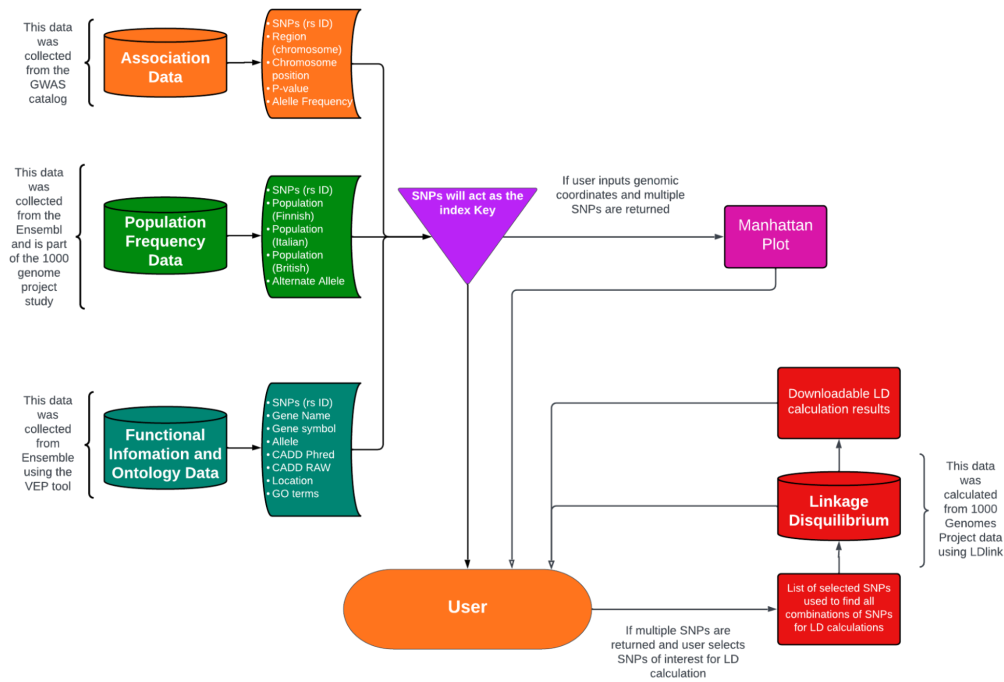 This data
was
collected
from the
GWAS
catalog
Association
Data
• SNPs (rs ID)
• Region
(chromosome)
• Chromosome
position
• P-value
• Alelle Frequency
This data
was
collected
from the
Ensembl
and is part
of the 1000
genome
project
study
Population
Frequency
Data
• SNPs (rs ID)
• Population
(Finnish)
• Population
(Italian)
• Population
(British)
• Alternate Allele
SNPs will act as the
index Key
If user inputs genomic
coordinates and multiple
SNPs are returned
Manhattan
Plot
This data
was
collected
from
Ensemble
using the
VEP tool
Functional
Infomation and
Ontology Data
• SNPs (rs ID)
• Gene Name
• Gene symbol
• Allele
• CADD Phred
• CADD RAW
• Location
• GO terms
Downloadable LD
calculation results
Linkage
Disquilibrium
This data
was
calculated
from 1000
Genomes
Project data
using LDlink
List of selected SNPs
used to find all
combinations of SNPs
for LD calculations
User
If multiple SNPs are
returned and user selects
SNPs of interest for LD
calculation